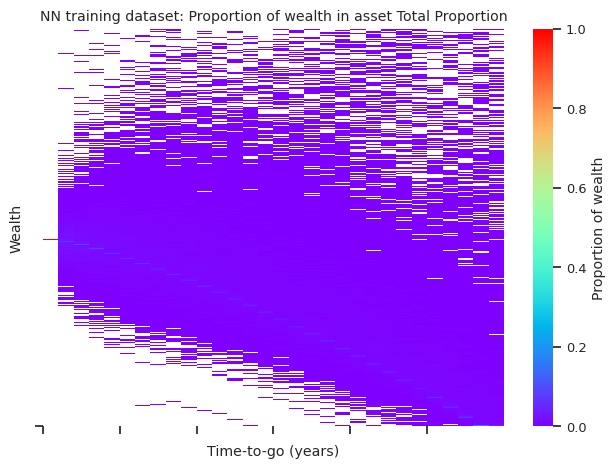 NN training dataset: Proportion of wealth in asset Total Proportion
Wealth
Time-to-go (years)
1.0
0.8
0.6
0.4
0.2
0.0
Proportion of wealth